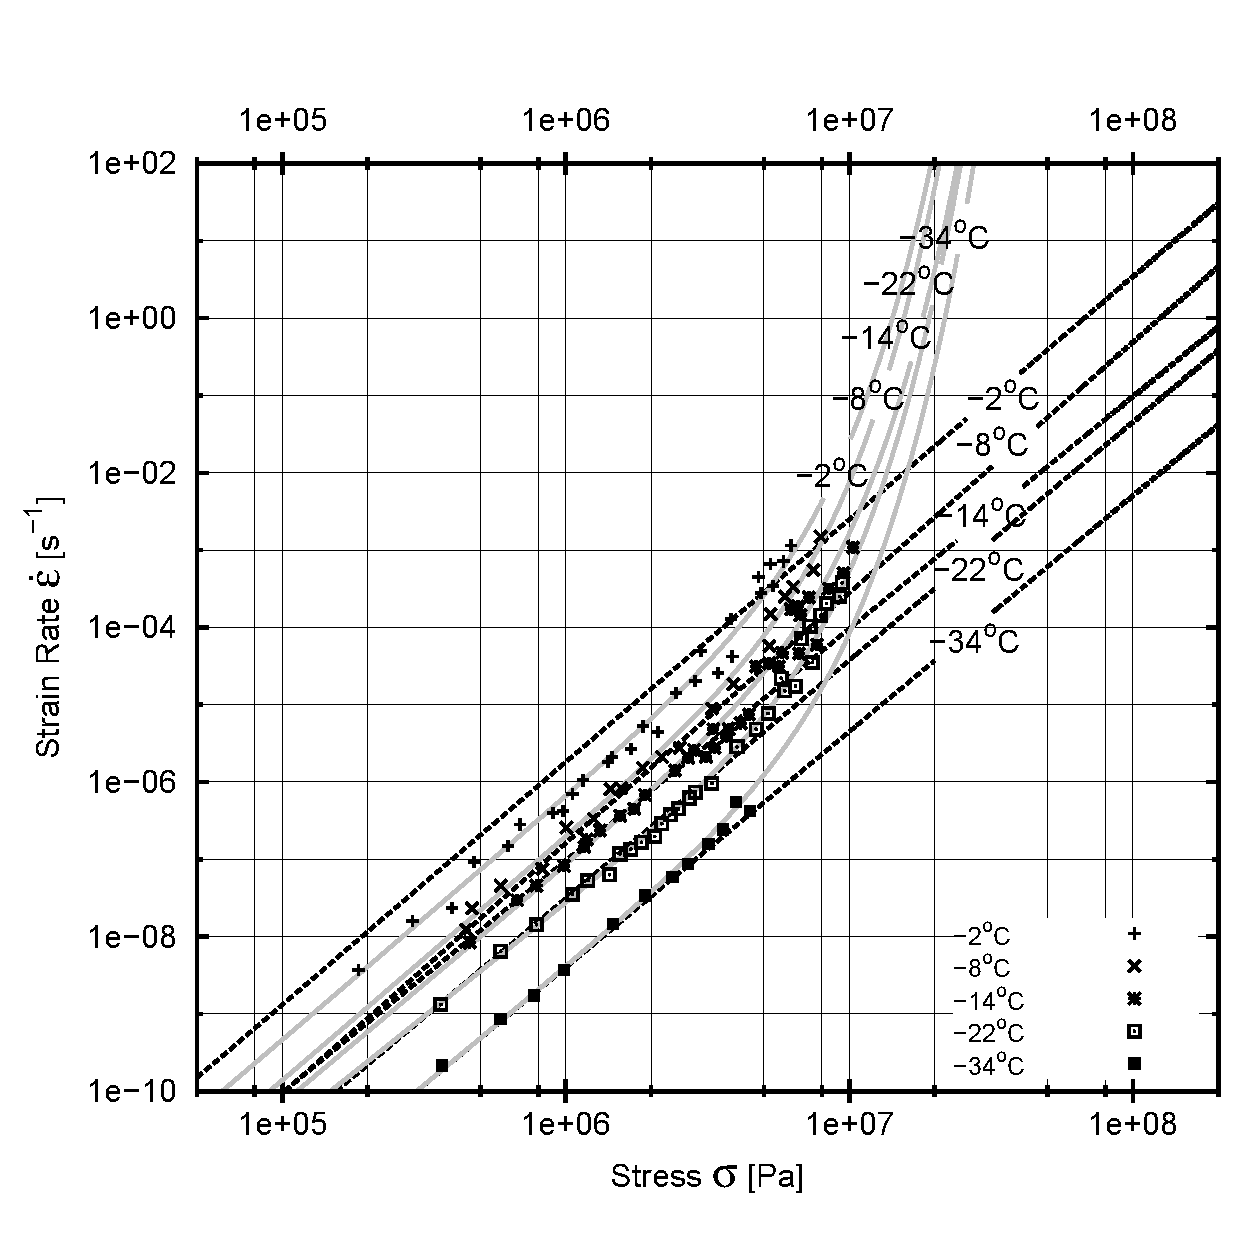 1e+05 1e+06 1e+07 1e+08
1e+02
−34°C
−22°C
1e+00
−14°C
−8°C −2°C
−8°C
1e−02
−2°C
−14°C
−22°C
1e−04
−34°C
1e−06
1e−08
−2°C
−8°C
−14°C
−22°C
−34°C
1e−10
Strain Rate ε̇ [s⁻¹]
1e+05 1e+06 1e+07 1e+08
Stress σ [Pa]